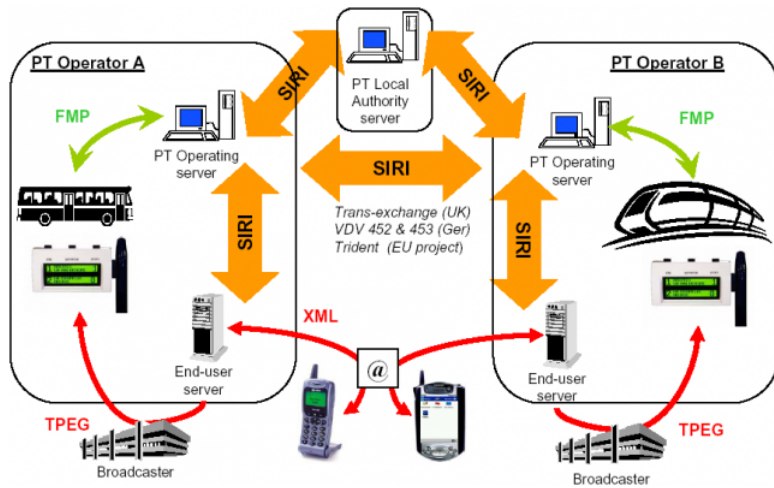 PT Operator A
PT Operator B
SIRI
PT Local
Authority
server
SIRI
FMP
PT Operating
server
SIRI
PT Operating
server
FMP
Trans-exchange (UK)
VDV 452 & 453 (Ger)
Trident (EU project)
SIRI
SIRI
XML
@
End-user
server
End-user
server
TPEG
Broadcaster
TPEG
Broadcaster